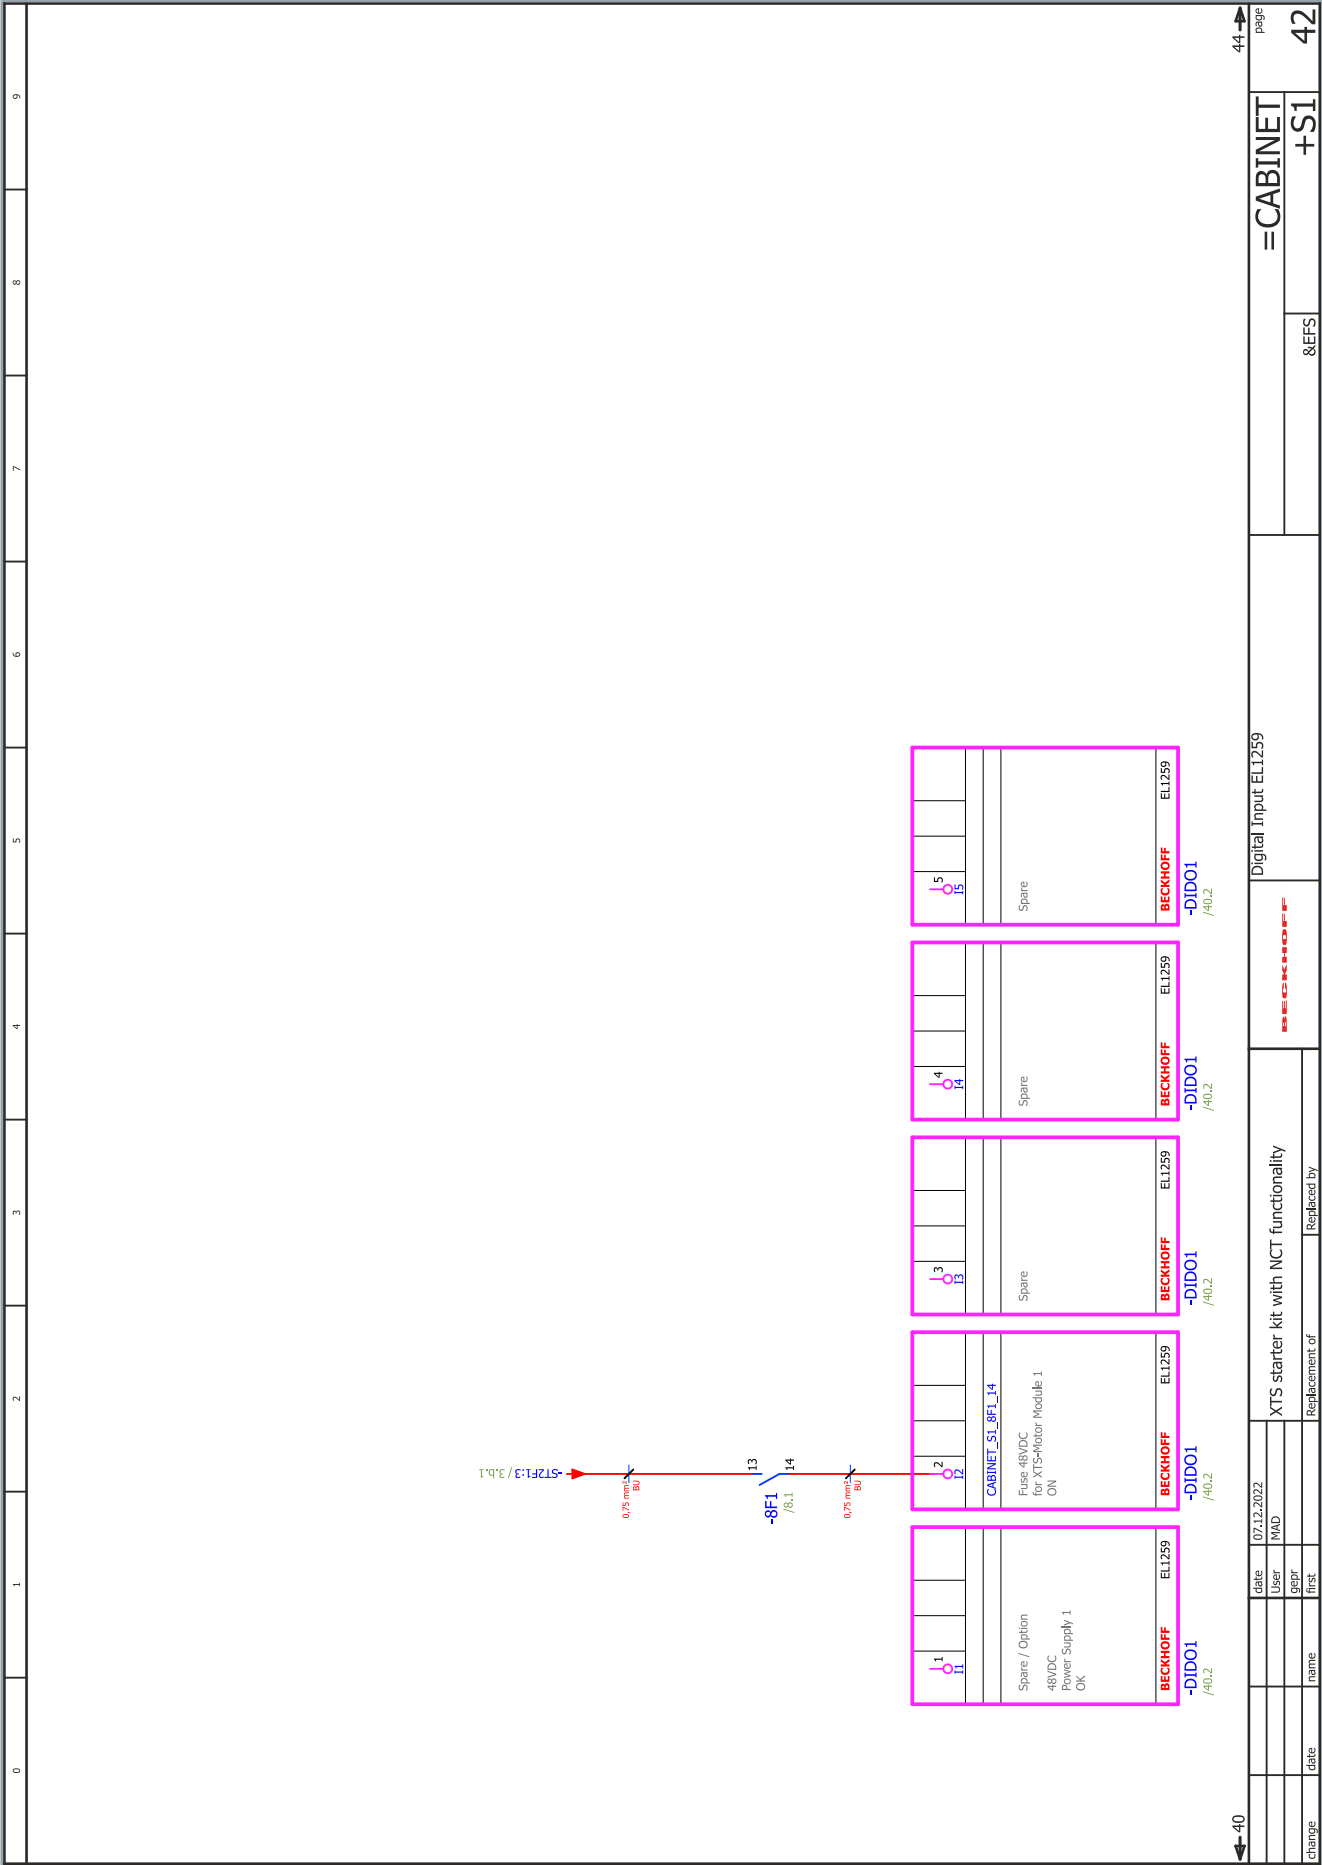 0
1
2
3
4
5
6
7
8
9
-ST2F1:3 / 3.b.1
0,75 mm²
BU
-8F1
/8.1
13
14
0,75 mm²
BU
1
I1
Spare / Option
48VDC
Power Supply 1
OK
BECKHOFF
EL1259
-DIDO1
/40.2
2
I2
CABINET_S1_8F1_14
Fuse 48VDC
for XTS-Motor Module 1
ON
BECKHOFF
EL1259
-DIDO1
/40.2
3
I3
Spare
BECKHOFF
EL1259
-DIDO1
/40.2
4
I4
Spare
BECKHOFF
EL1259
-DIDO1
/40.2
5
I5
Spare
BECKHOFF
EL1259
-DIDO1
/40.2
40
44
change
date
name
date
07.12.2022
User
MAD
gepr
first
XTS starter kit with NCT functionality
Replacement of
Replaced by
BECKHOFF
Digital Input EL1259
=CABINET
+S1
&EFS
page
42